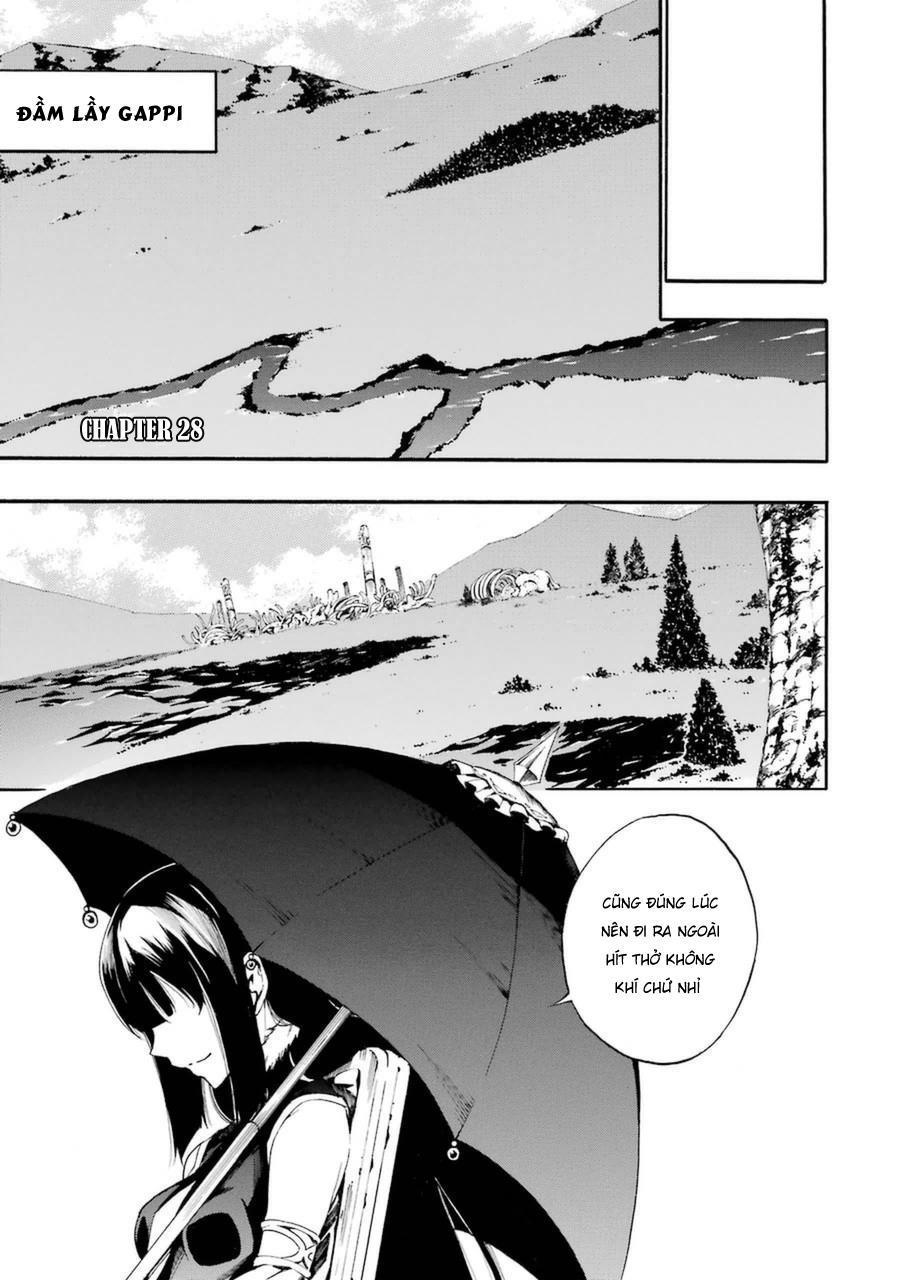 ĐẦM LẦY GAPPI
CHAPTER 28
CŨNG ĐÚNG LÚC
NÊN ĐI RA NGOÀI
HÍT THỞ KHÔNG
KHÍ CHỨ NHỈ